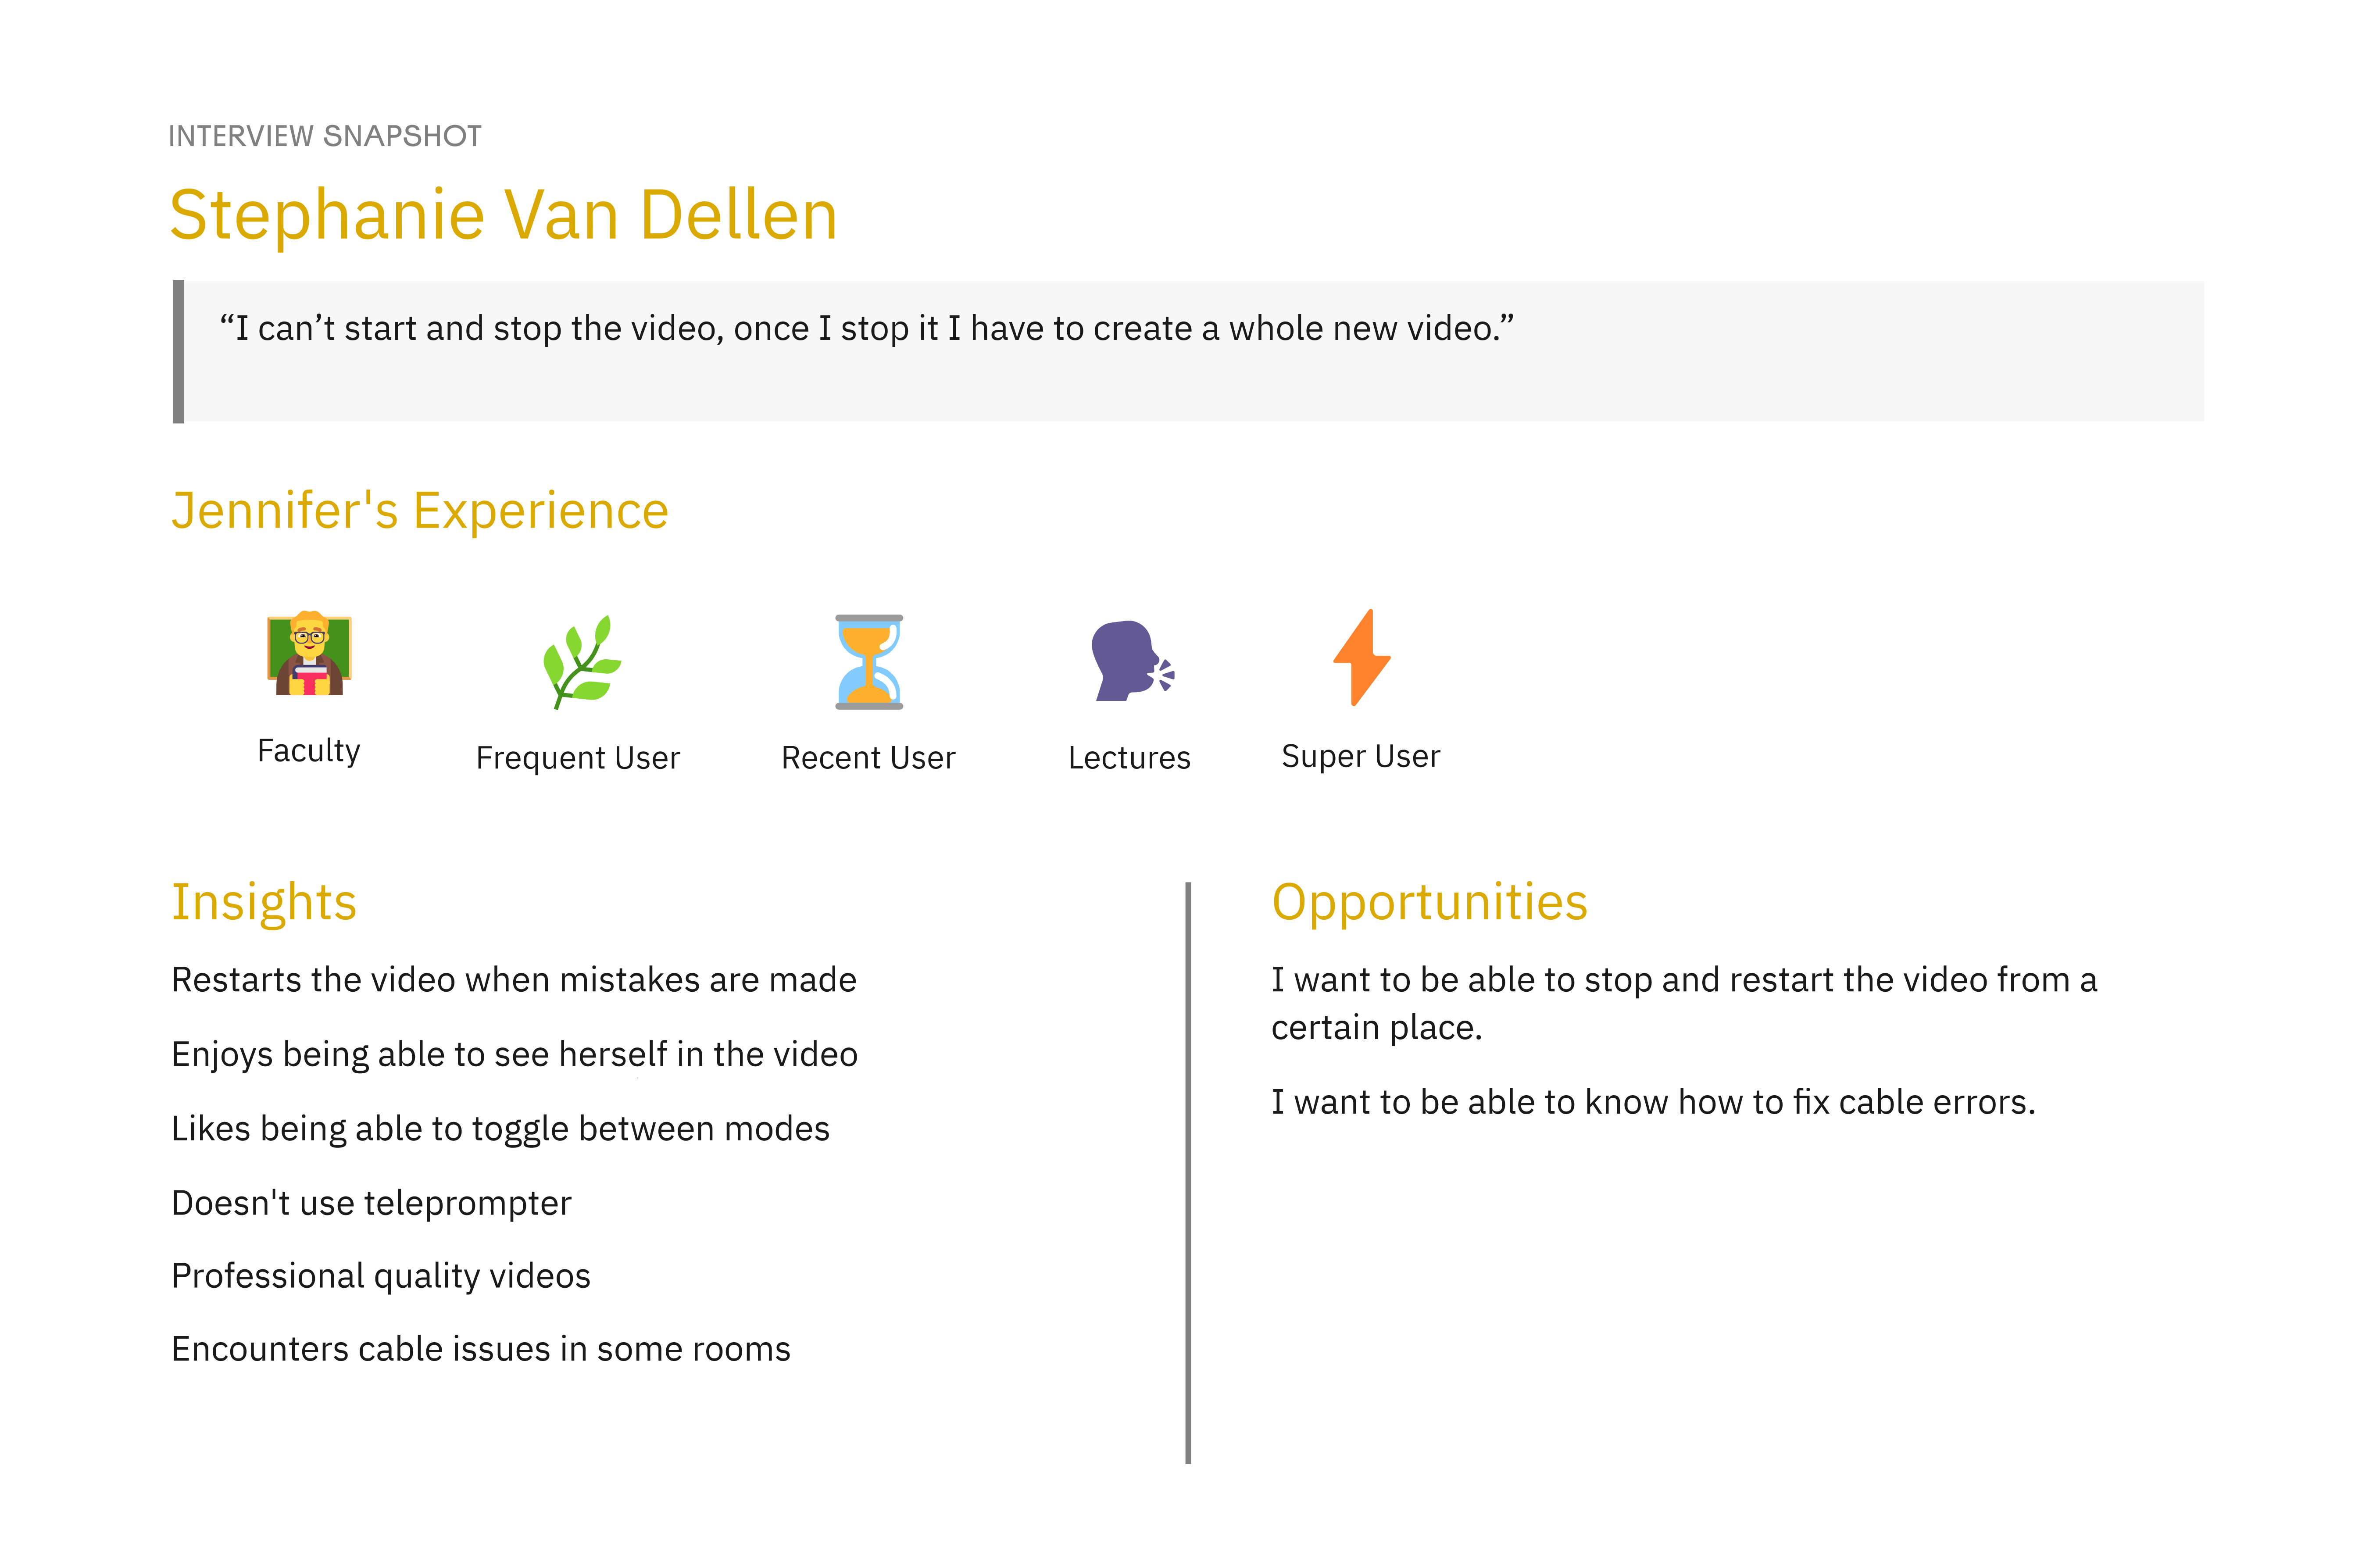 INTERVIEW SNAPSHOT
Stephanie Van Dellen
“I can’t start and stop the video, once I stop it I have to create a whole new video.”
Jennifer's Experience
Faculty
Frequent User
Recent User
Lectures
Super User
Insights
Restarts the video when mistakes are made
Enjoys being able to see herself in the video
Likes being able to toggle between modes
Doesn't use teleprompter
Professional quality videos
Encounters cable issues in some rooms
Opportunities
I want to be able to stop and restart the video from a
certain place.
I want to be able to know how to fix cable errors.